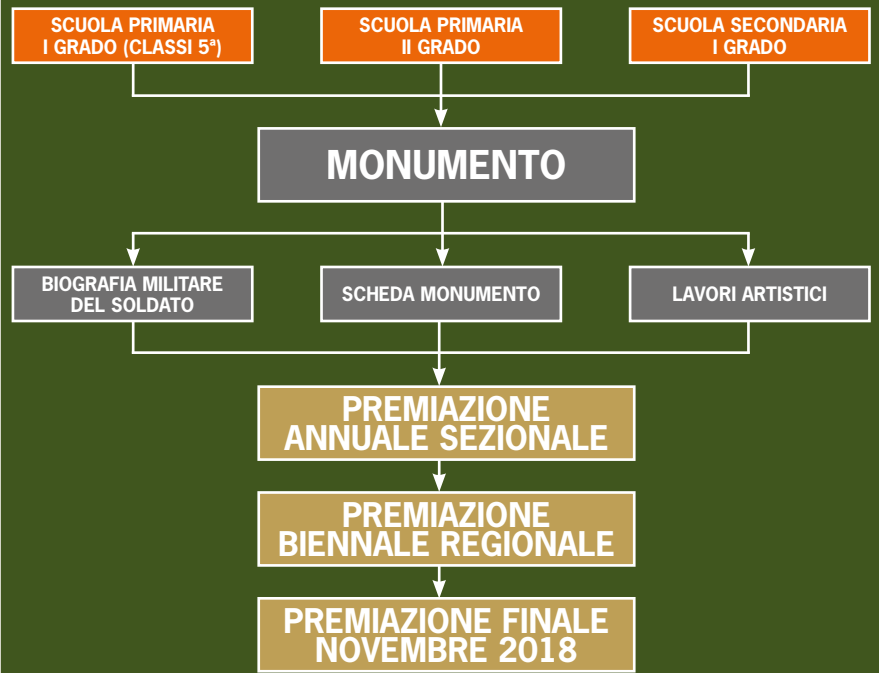 SCUOLA PRIMARIA
I GRADO (CLASSI 5ª)
SCUOLA PRIMARIA
II GRADO
SCUOLA SECONDARIA
I GRADO
MONUMENTO
BIOGRAFIA MILITARE
DEL SOLDATO
SCHEDA MONUMENTO
LAVORI ARTISTICI
PREMIAZIONE
ANNUALE SEZIONALE
PREMIAZIONE
BIENNALE REGIONALE
PREMIAZIONE FINALE
NOVEMBRE 2018